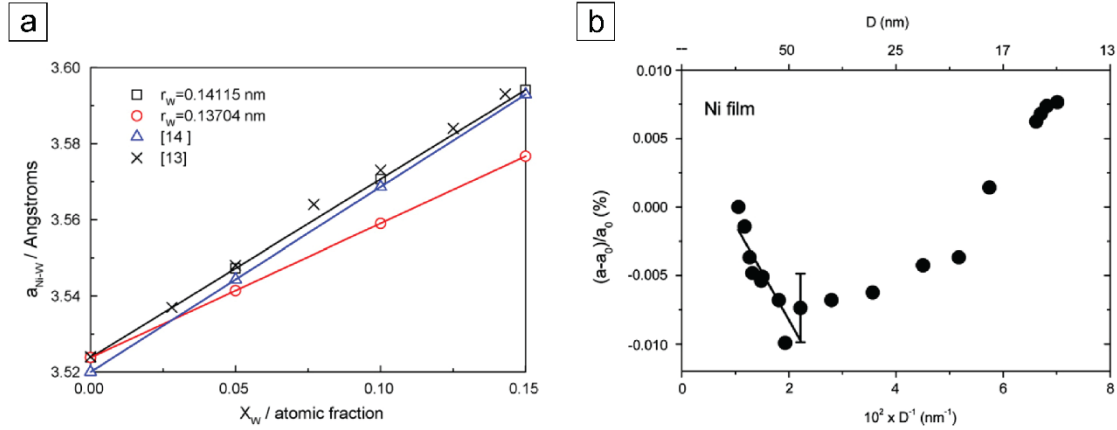 a
3.60
3.58
3.56
3.54
3.52
0.00
0.05
0.10
0.15
a_Ni-W / Angstroms
X_W / atomic fraction
r_W=0.14115 nm
r_W=0.13704 nm
[14 ]
[13]
b
D (nm)
--
50
25
17
13
0.010
0.005
0.000
-0.005
-0.010
(a-a₀)/a₀ (%)
Ni film
0
2
4
6
8
10² x D⁻¹ (nm⁻¹)